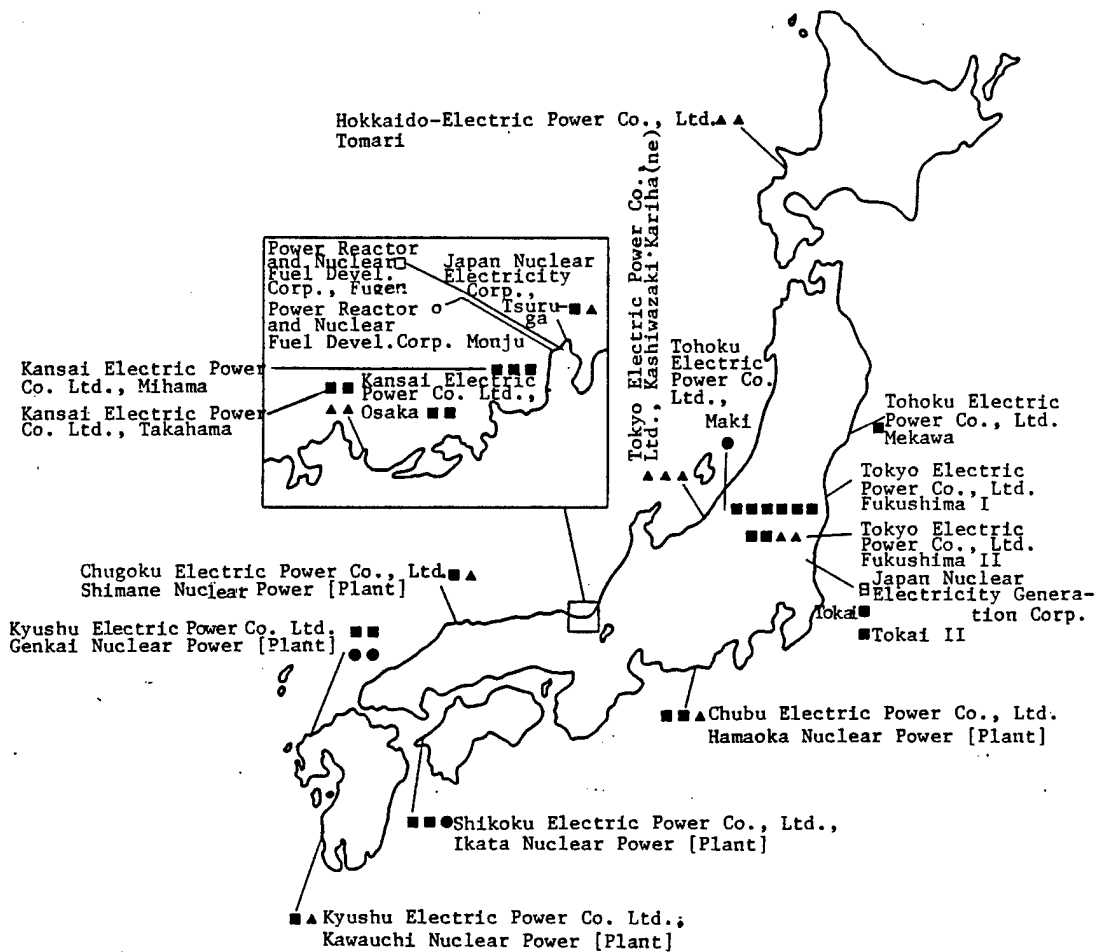 Hokkaido-Electric Power Co., Ltd.
Tomari
Tokyo Electric Power Co.,
Ltd., Kashiwazaki·Kariha(ne)
Power Reactor
and Nuclear
Fuel Devel.
Corp., Fugen
Japan Nuclear
Electricity
Corp.,
Tsuru-
ga
Power Reactor
and Nuclear
Fuel Devel.Corp. Monju
Kansai Electric Power
Co. Ltd., Mihama
Kansai Electric Power
Co. Ltd., Takahama
Kansai Electric
Power Co. Ltd.,
Osaka
Tohoku
Electric
Power Co.
Ltd.,
Maki
Tohoku Electric
Power Co., Ltd.
Mekawa
Tokyo Electric
Power Co., Ltd.
Fukushima I
Tokyo Electric
Power Co., Ltd.
Fukushima II
Japan Nuclear
Electricity Genera-
tion Corp.
Tokai
Tokai II
Chugoku Electric Power Co., Ltd.
Shimane Nuclear Power [Plant]
Kyushu Electric Power Co. Ltd.
Genkai Nuclear Power [Plant]
Chubu Electric Power Co., Ltd.
Hamaoka Nuclear Power [Plant]
Shikoku Electric Power Co., Ltd.,
Ikata Nuclear Power [Plant]
Kyushu Electric Power Co. Ltd.,
Kawauchi Nuclear Power [Plant]